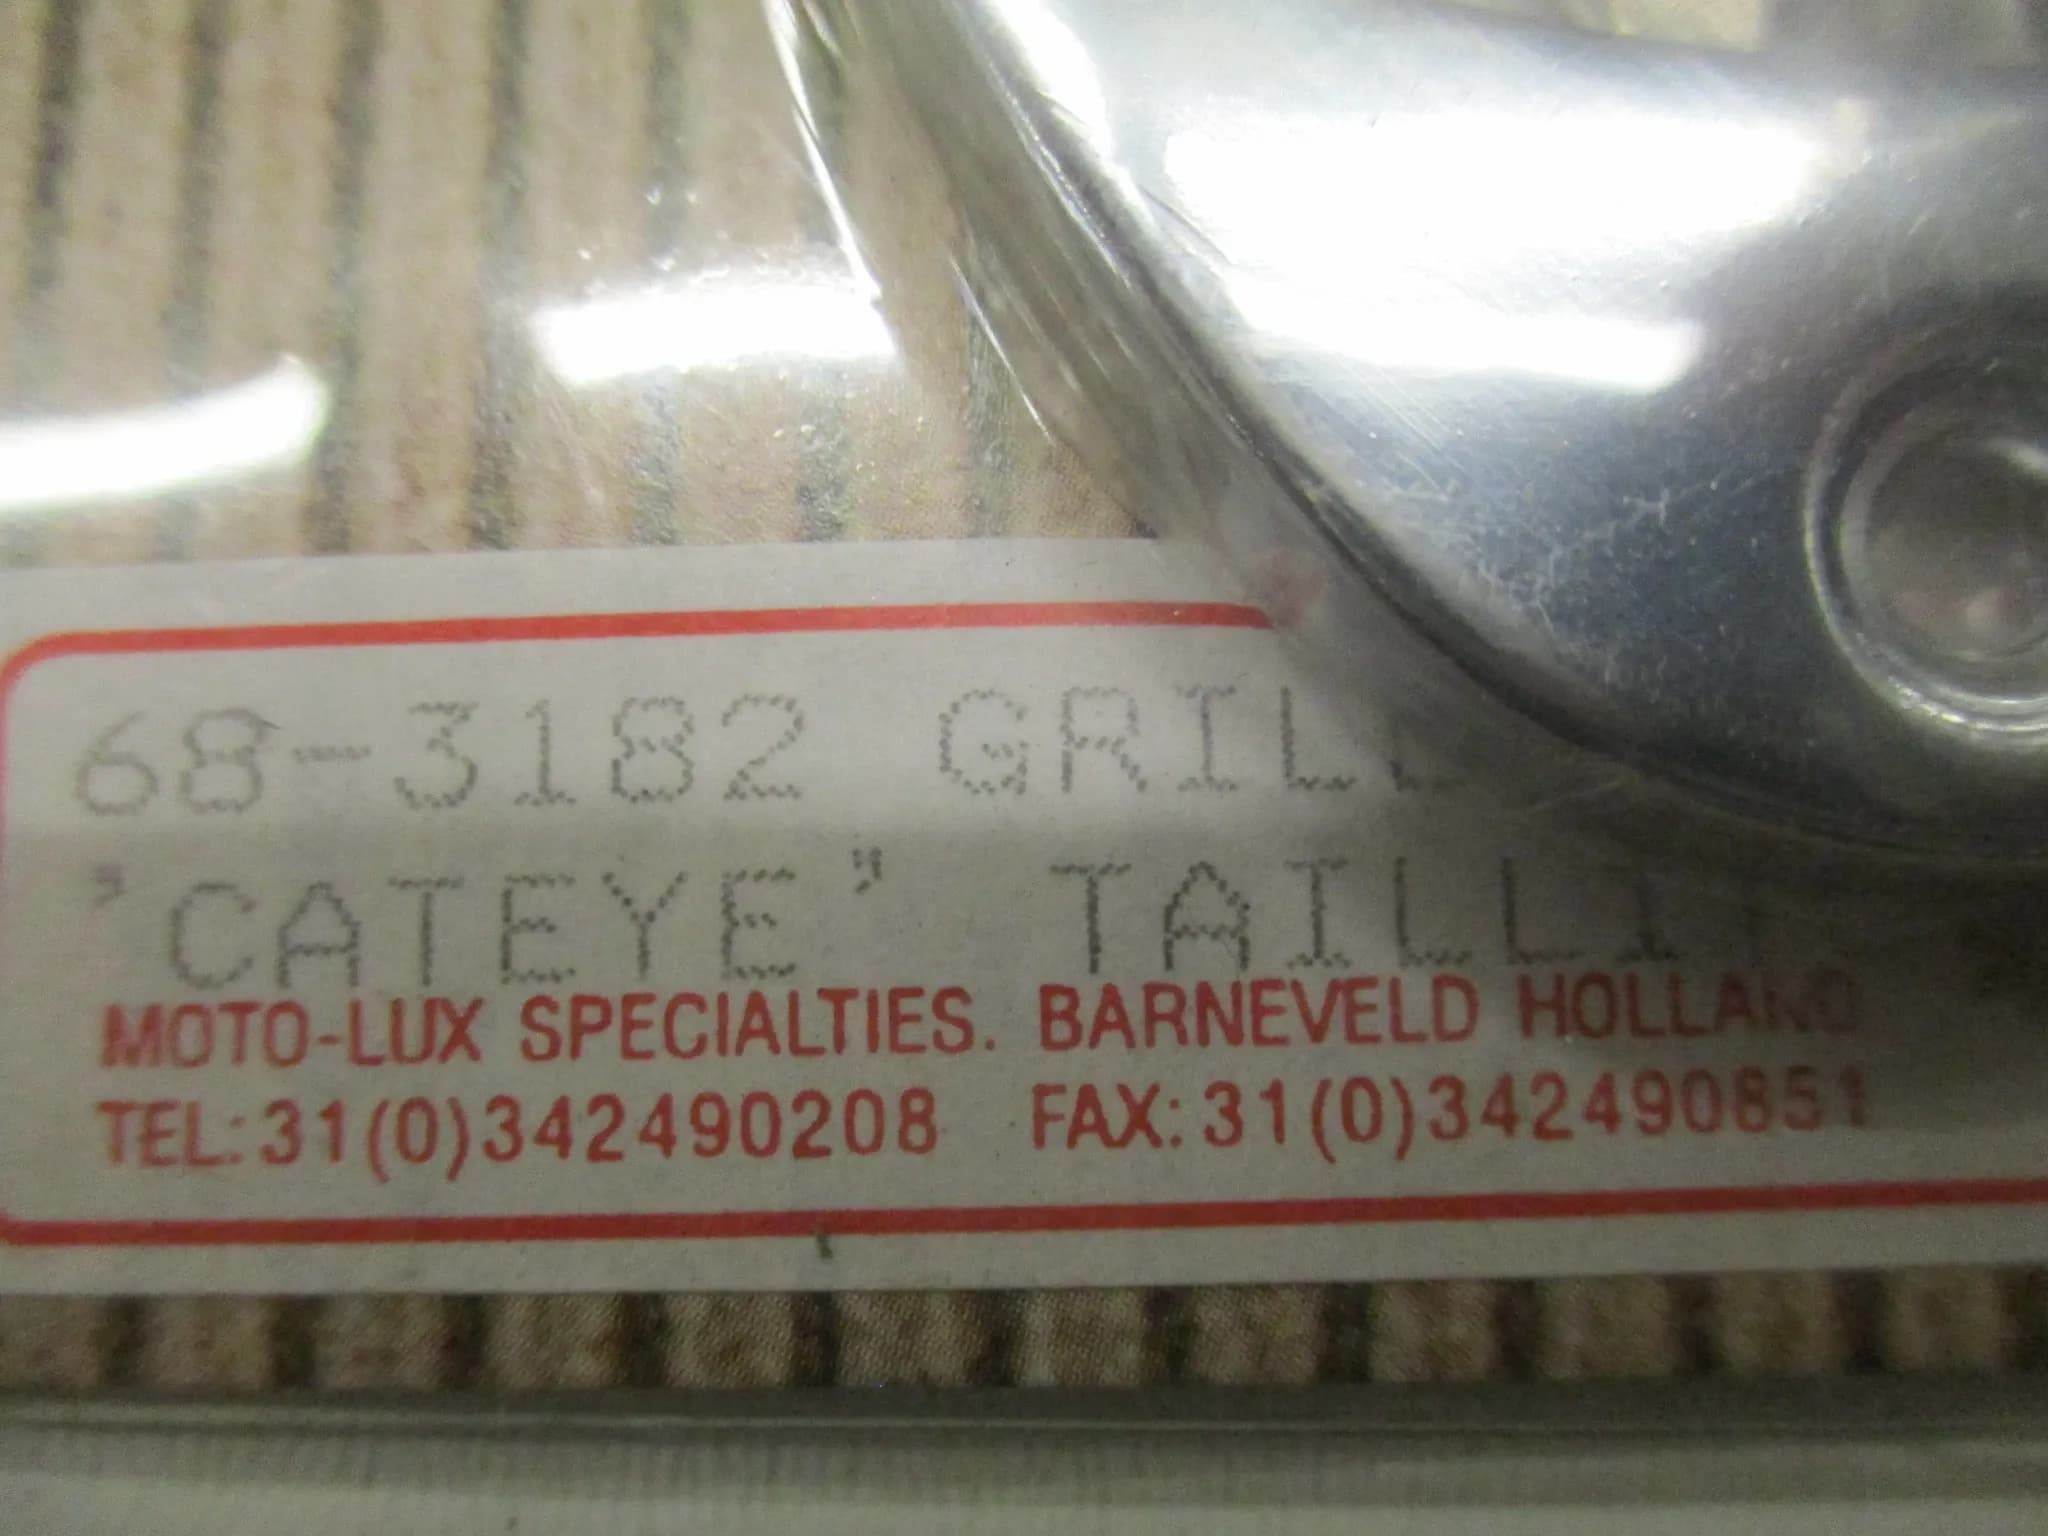 68-3182 GRILL
'CATEYE" TAILLI
MOTO-LUX SPECIALTIES. BARNEVELD HOLLAND
TEL:31(0)342490208 FAX:31(0)342490851